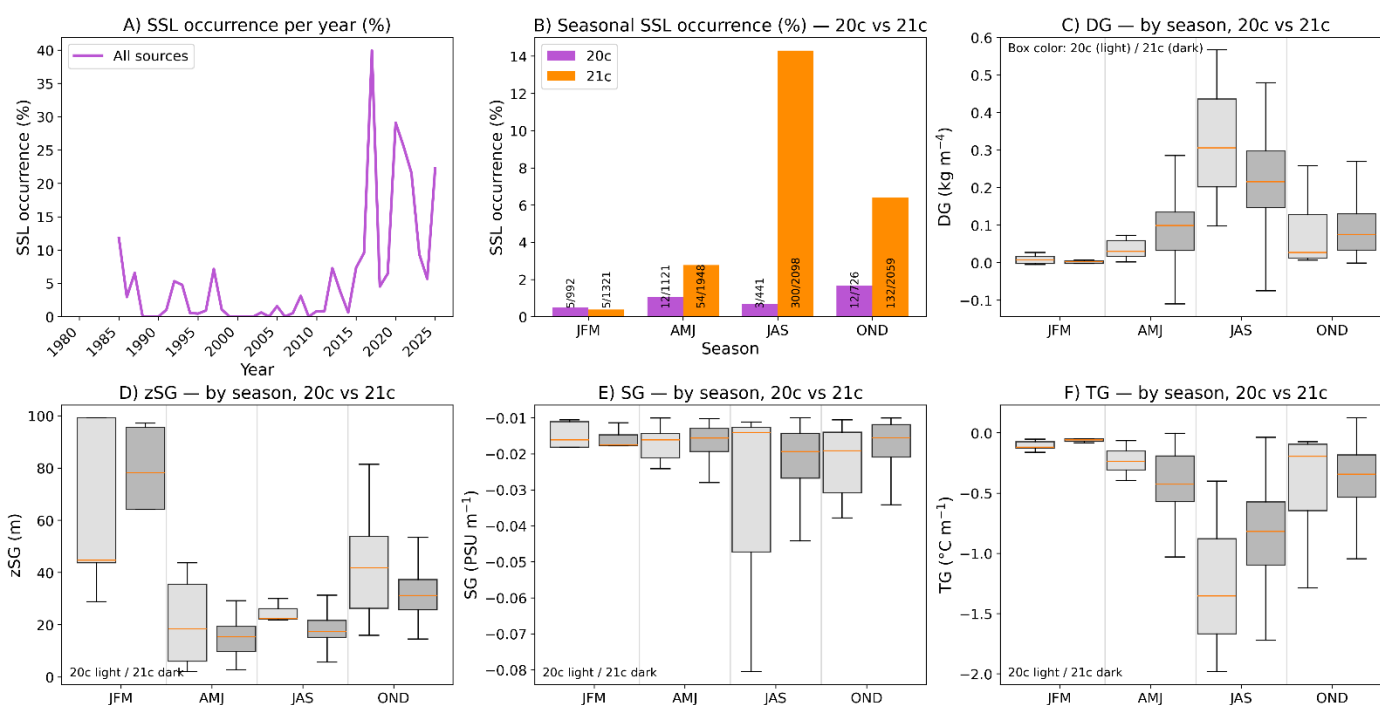 A) SSL occurrence per year (%)
SSL occurrence (%)
40
35
30
25
20
15
10
5
0
All sources
1980
1985
1990
1995
2000
2005
2010
2015
2020
2025
Year
B) Seasonal SSL occurrence (%) — 20c vs 21c
SSL occurrence (%)
14
12
10
8
6
4
2
0
20c
21c
5/992
5/1321
12/1121
54/1948
3/441
300/2098
12/726
132/2059
JFM
AMJ
JAS
OND
Season
C) DG — by season, 20c vs 21c
Box color: 20c (light) / 21c (dark)
DG (kg m⁻⁴)
0.6
0.5
0.4
0.3
0.2
0.1
0.0
−0.1
JFM
AMJ
JAS
OND
D) zSG — by season, 20c vs 21c
zSG (m)
100
80
60
40
20
0
20c light / 21c dark
JFM
AMJ
JAS
OND
E) SG — by season, 20c vs 21c
SG (PSU m⁻¹)
−0.01
−0.02
−0.03
−0.04
−0.05
−0.06
−0.07
−0.08
20c light / 21c dark
JFM
AMJ
JAS
OND
F) TG — by season, 20c vs 21c
TG (°C m⁻¹)
0.0
−0.5
−1.0
−1.5
−2.0
20c light / 21c dark
JFM
AMJ
JAS
OND